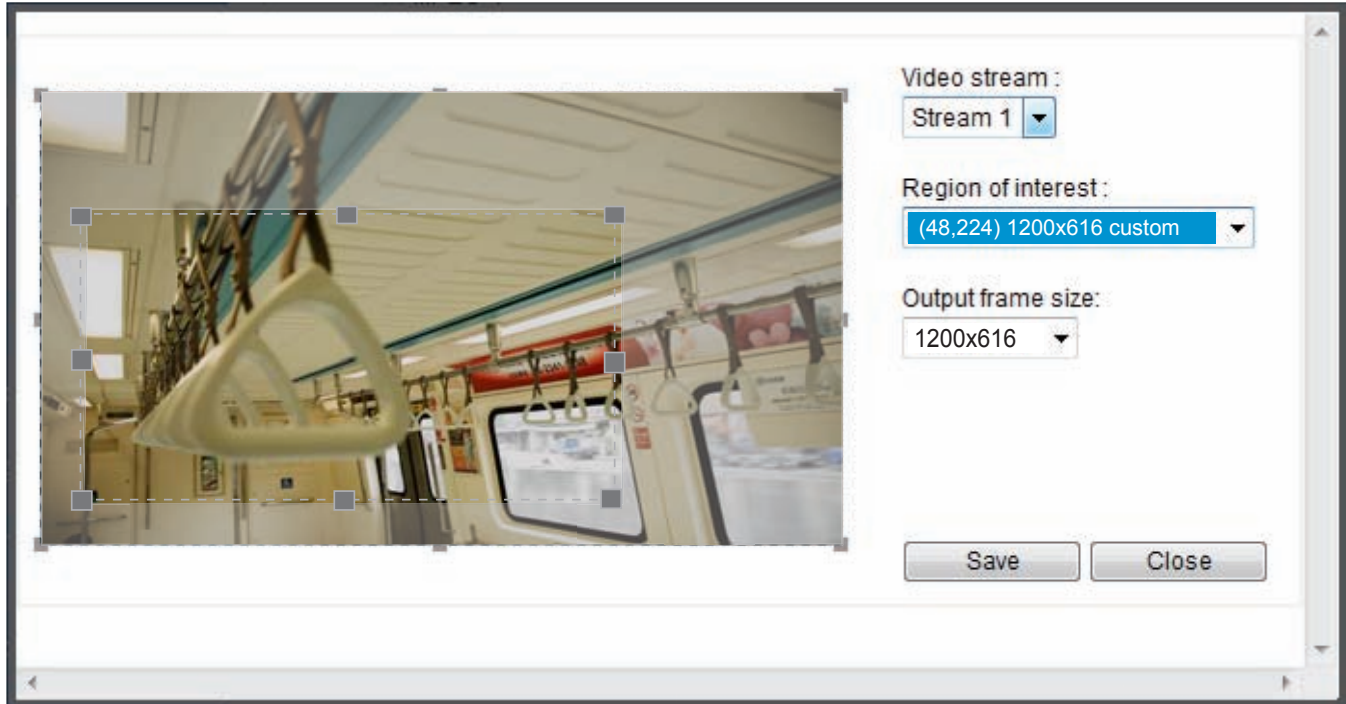 Video stream :
Stream 1
Region of interest :
(48,224) 1200x616 custom
Output frame size:
1200x616
Save
Close